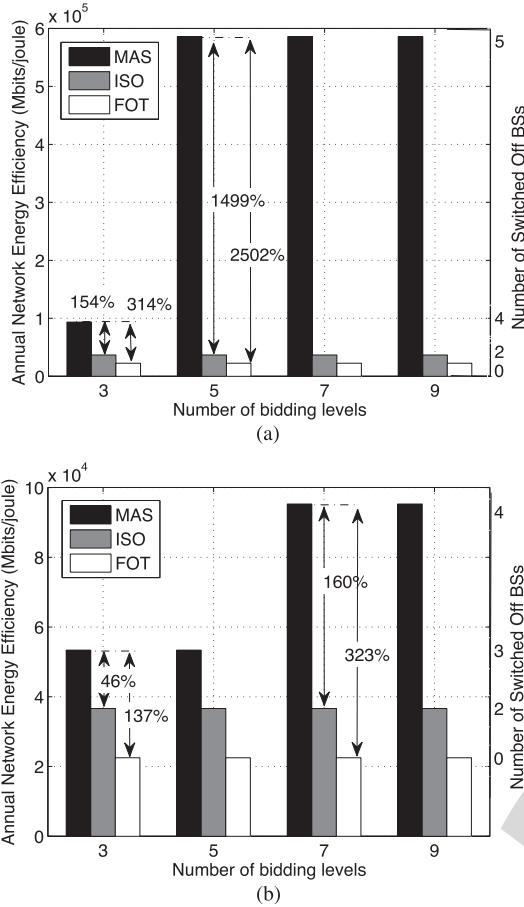 x 10^5
6
5
4
3
2
1
0
Annual Network Energy Efficiency (Mbits/joule)
MAS
ISO
FOT
154%
314%
1499%
2502%
5
4
2
0
Number of Switched Off BSs
3 5 7 9
Number of bidding levels
(a)
x 10^4
10
8
6
4
2
0
Annual Network Energy Efficiency (Mbits/joule)
MAS
ISO
FOT
46%
137%
160%
323%
4
3
2
0
Number of Switched Off BSs
3 5 7 9
Number of bidding levels
(b)